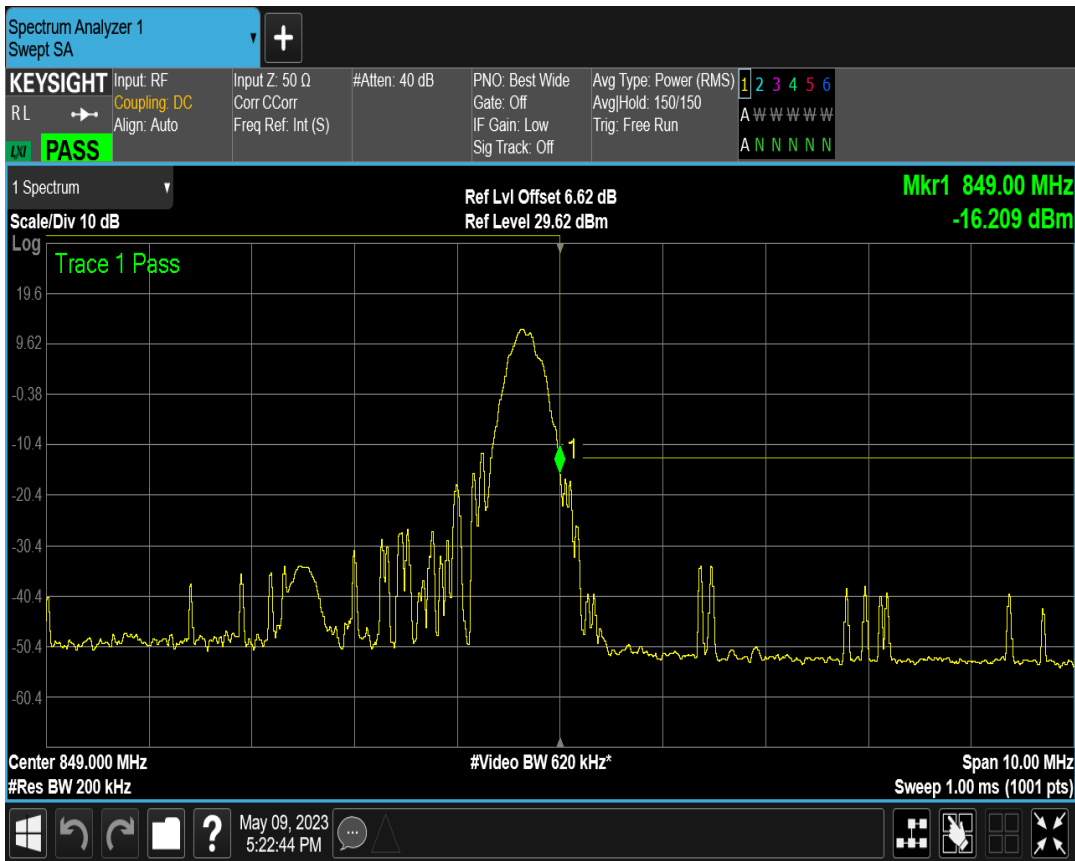 Spectrum Analyzer 1
Swept SA
+
KEYSIGHT
RL
LXI PASS
Input: RF
Coupling: DC
Align: Auto
Input Z: 50 Ω
Corr CCorr
Freq Ref: Int (S)
#Atten: 40 dB
PNO: Best Wide
Gate: Off
IF Gain: Low
Sig Track: Off
Avg Type: Power (RMS)
Avg|Hold: 150/150
Trig: Free Run
1 2 3 4 5 6
A W W W W W
A N N N N N
1 Spectrum
Scale/Div 10 dB
Ref Lvl Offset 6.62 dB
Ref Level 29.62 dBm
Mkr1 849.00 MHz
-16.209 dBm
Log
Trace 1 Pass
19.6
9.62
-0.38
-10.4
1
-20.4
-30.4
-40.4
-50.4
-60.4
Center 849.000 MHz
#Video BW 620 kHz*
Span 10.00 MHz
#Res BW 200 kHz
Sweep 1.00 ms (1001 pts)
?
May 09, 2023
5:22:44 PM